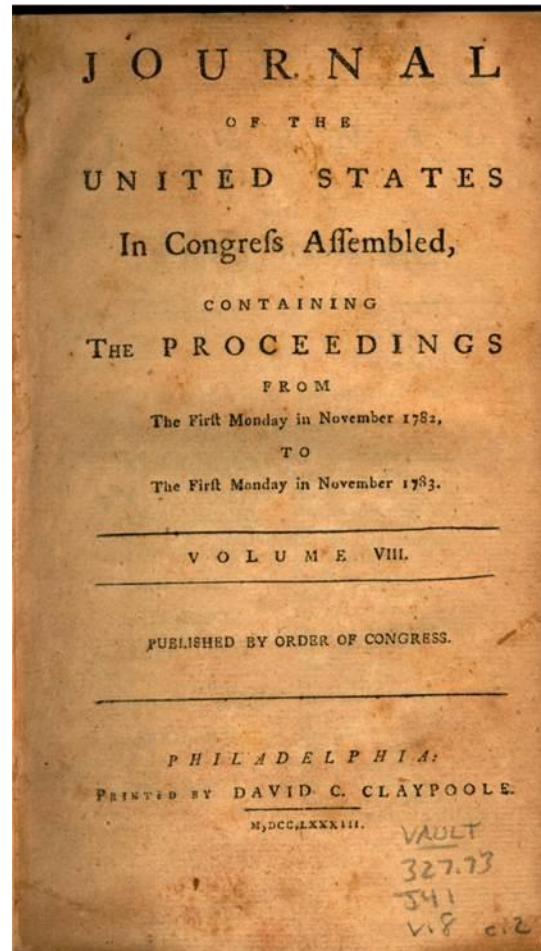 JOURNAL
OF THE
UNITED STATES
In Congreſs Aſſembled,
CONTAINING
THE PROCEEDINGS
FROM
The Firſt Monday in November 1782,
TO
The Firſt Monday in November 1783.
VOLUME VIII.
PUBLISHED BY ORDER OF CONGRESS.
PHILADELPHIA:
PRINTED BY DAVID C. CLAYPOOLE.
M,DCC,LXXXIII.
VAULT
327.73
J41
v.8 c.2